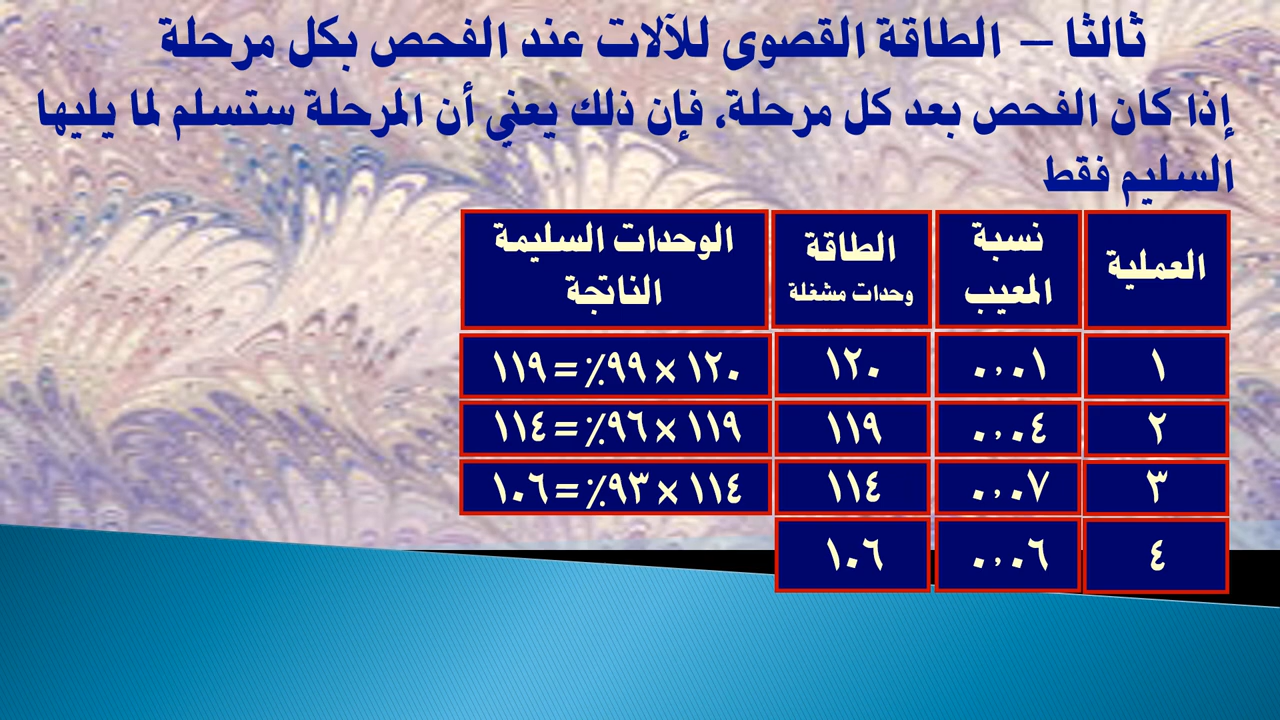 ثالثا – الطاقة القصوى للآلات عند الفحص بكل مرحلة
إذا كان الفحص بعد كل مرحلة، فإن ذلك يعني أن المرحلة ستسلم لما يليها
السليم فقط
العملية
نسبة
المعيب
الطاقة
وحدات مشغلة
الوحدات السليمة
الناتجة
١
٠,٠١
١٢٠
١٢٠ × ٩٩٪ = ١١٩
٢
٠,٠٤
١١٩
١١٩ × ٩٦٪ = ١١٤
٣
٠,٠٧
١١٤
١١٤ × ٩٣٪ = ١٠٦
٤
٠,٠٦
١٠٦